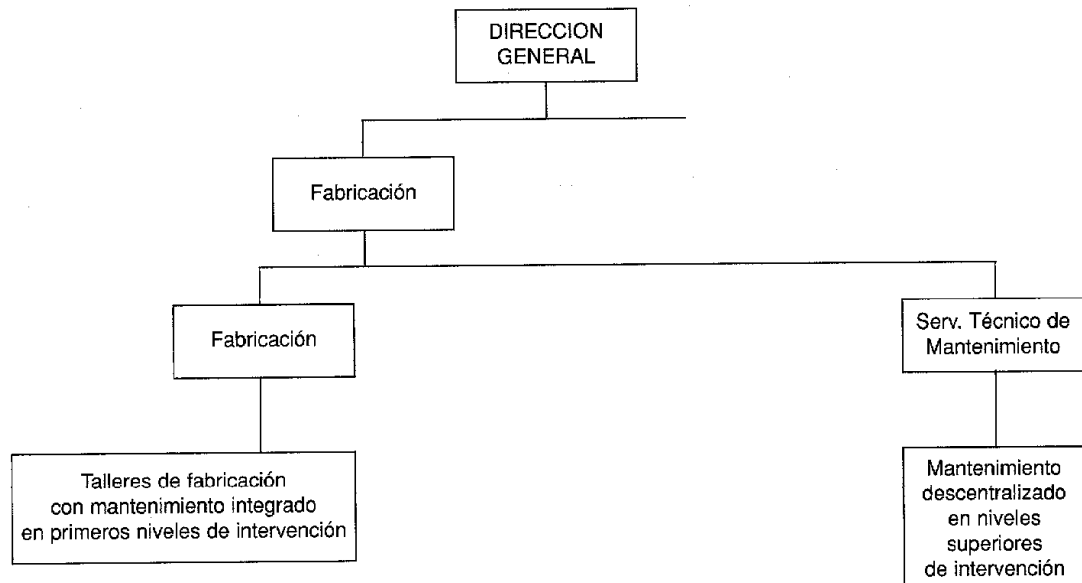 DIRECCION
GENERAL
Fabricación
Fabricación
Serv. Técnico de
Mantenimiento
Talleres de fabricación
con mantenimiento integrado
en primeros niveles de intervención
Mantenimiento
descentralizado
en niveles
superiores
de intervención